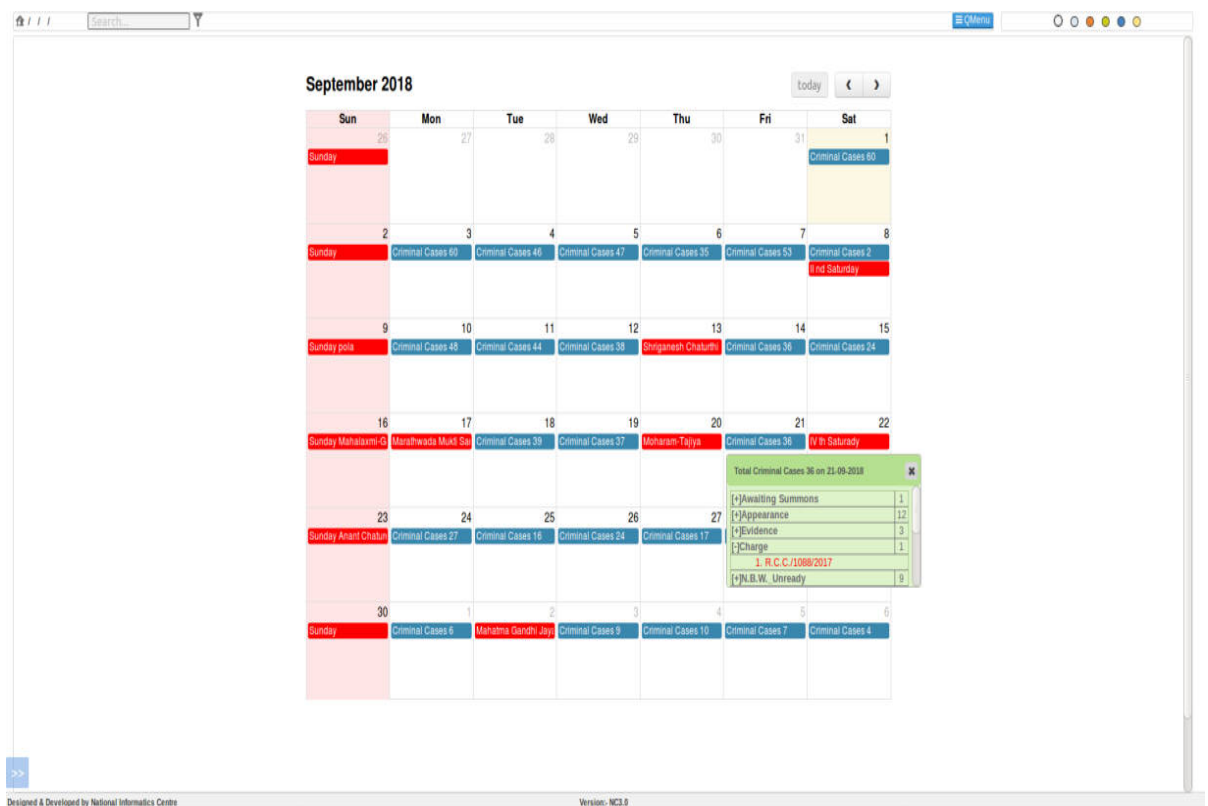 / / / Search... QMenu
September 2018 today
Sun Mon Tue Wed Thu Fri Sat
26 27 28 29 30 31 1
Sunday Criminal Cases 60
2 3 4 5 6 7 8
Sunday Criminal Cases 60 Criminal Cases 46 Criminal Cases 47 Criminal Cases 35 Criminal Cases 53 Criminal Cases 2
II nd Saturday
9 10 11 12 13 14 15
Sunday pola Criminal Cases 48 Criminal Cases 44 Criminal Cases 38 Shriganesh Chaturthi Criminal Cases 36 Criminal Cases 24
16 17 18 19 20 21 22
Sunday Mahalaxmi-G Marathwada Mukti Sa Criminal Cases 39 Criminal Cases 37 Moharam-Tajiya Criminal Cases 36 IV th Saturady
Total Criminal Cases 36 on 21-09-2018 ×
[+]Awaiting Summons 1
[+]Appearance 12
[+]Evidence 3
[-]Charge 1
1. R.C.C./1088/2017
[+]N.B.W._Unready 9
23 24 25 26 27
Sunday Anant Chatur Criminal Cases 27 Criminal Cases 16 Criminal Cases 24 Criminal Cases 17
30 1 2 3 4 5 6
Sunday Criminal Cases 6 Mahatma Gandhi Jaya Criminal Cases 9 Criminal Cases 10 Criminal Cases 7 Criminal Cases 4
>>
Designed & Developed by National Informatics Centre Version:- NC3.0